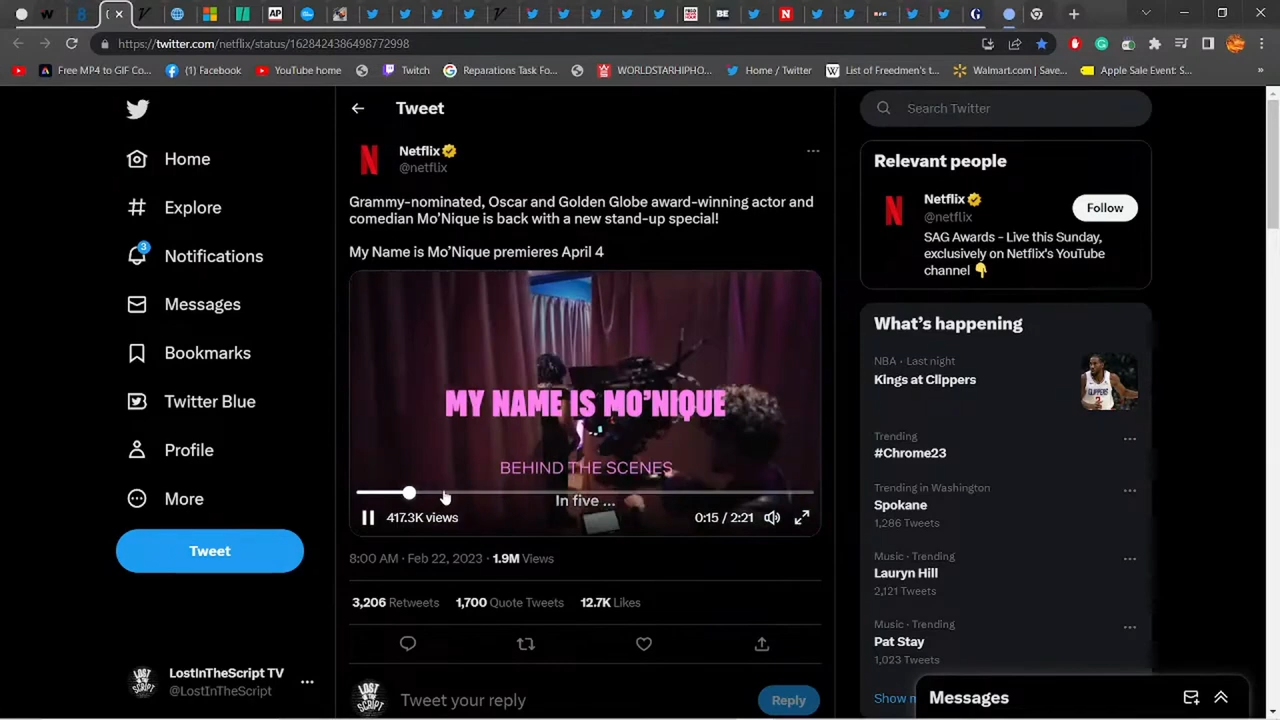 https://twitter.com/netflix/status/1628424386498772998
Free MP4 to GIF Co...
(1) Facebook
YouTube home
Twitch
Reparations Task Fo...
WORLDSTARHIPHO...
Home / Twitter
List of Freedmen's t...
Walmart.com | Save...
Apple Sale Event: S...
»
Home
Explore
3
Notifications
Messages
Bookmarks
Twitter Blue
Profile
More
Tweet
LostInTheScript TV
@LostInTheScript
Tweet
Netflix
@netflix
Grammy-nominated, Oscar and Golden Globe award-winning actor and
comedian Mo'Nique is back with a new stand-up special!
My Name is Mo'Nique premieres April 4
MY NAME IS MO'NIQUE
BEHIND THE SCENES
In five ...
417.3K views
0:15 / 2:21
8:00 AM · Feb 22, 2023 · 1.9M Views
3,206 Retweets 1,700 Quote Tweets 12.7K Likes
Tweet your reply
Reply
Search Twitter
Relevant people
Netflix
@netflix
Follow
SAG Awards - Live this Sunday,
exclusively on Netflix's YouTube
channel
What's happening
NBA · Last night
Kings at Clippers
Trending
#Chrome23
Trending in Washington
Spokane
1,286 Tweets
Music · Trending
Lauryn Hill
2,121 Tweets
Music · Trending
Pat Stay
1,023 Tweets
Show
Messages